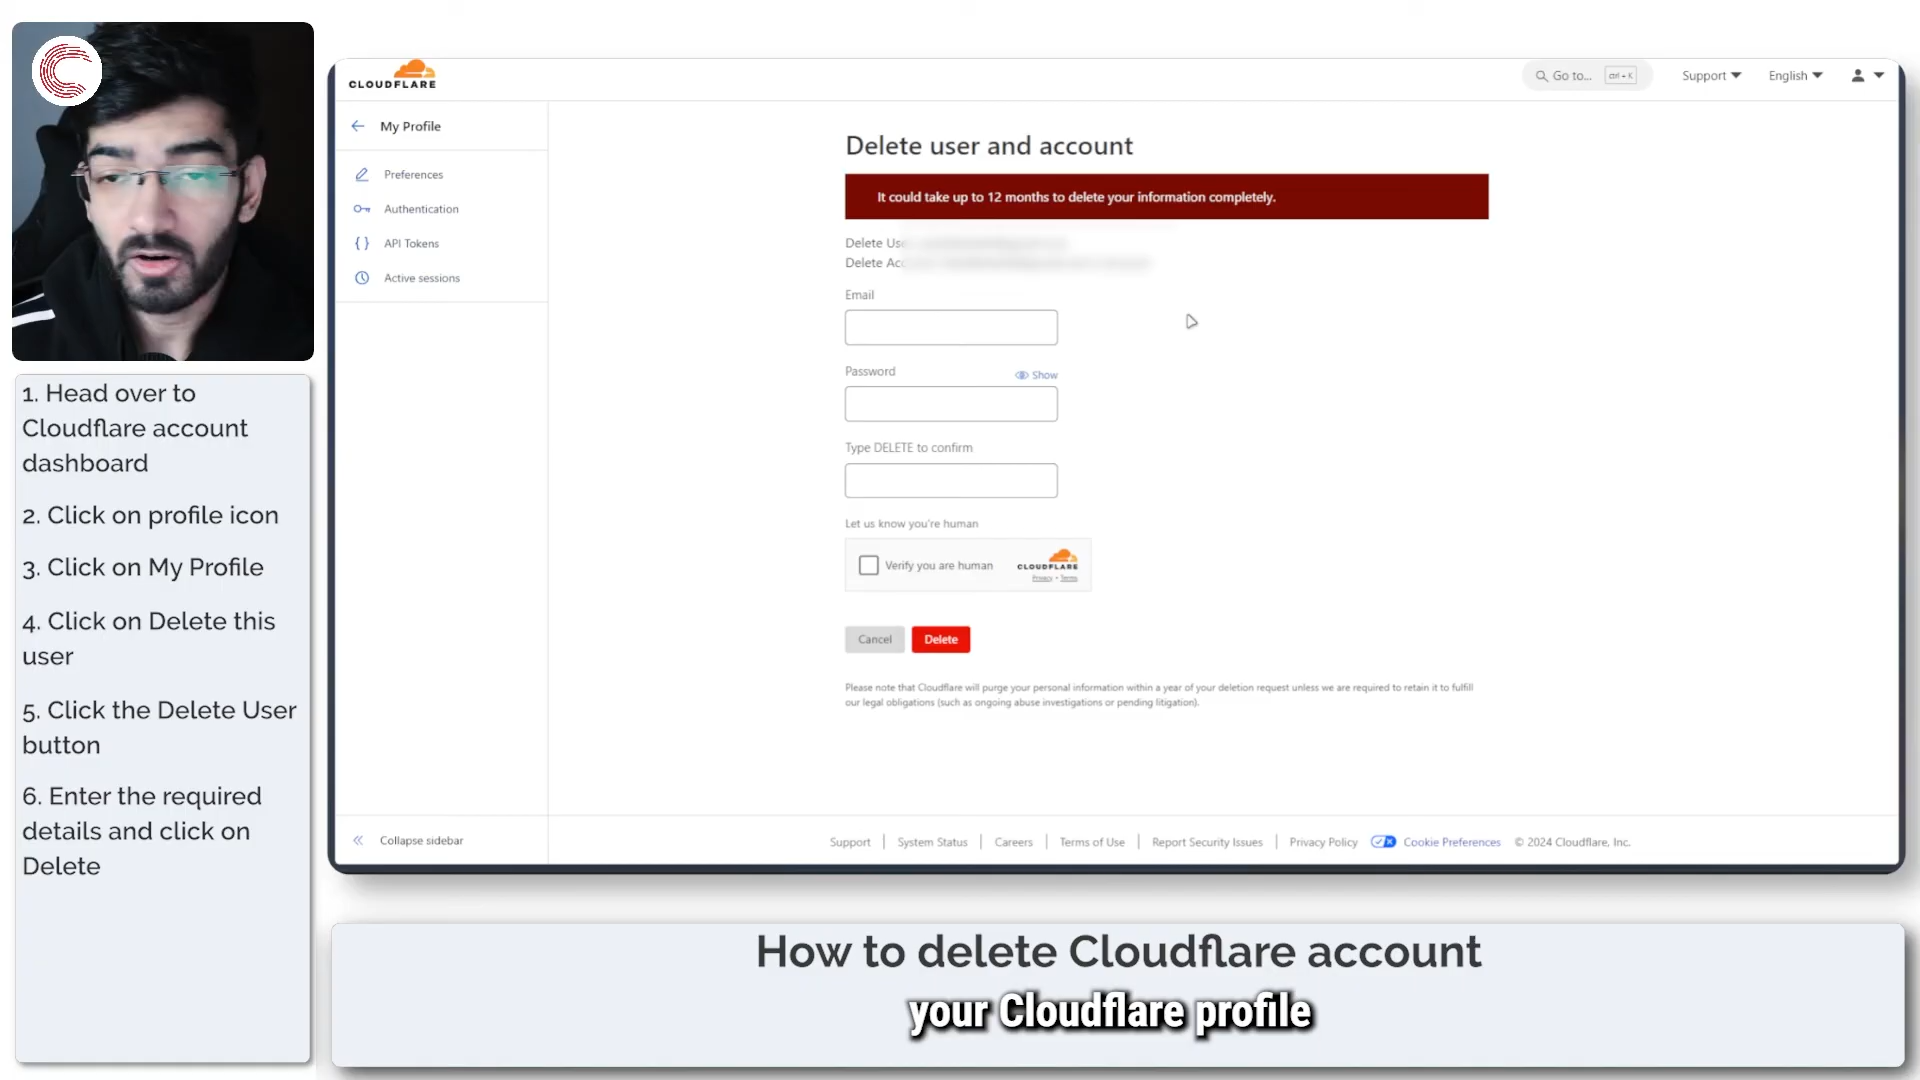 CLOUDFLARE
Go to... ctrl + K
Support
English
My Profile
Preferences
Authentication
API Tokens
Active sessions
Delete user and account
It could take up to 12 months to delete your information completely.
Delete
Delete
Email
Password
Show
Type DELETE to confirm
Let us know you're human
Verify you are human
CLOUDFLARE
Privacy • Terms
Cancel
Delete
Please note that Cloudflare will purge your personal information within a year of your deletion request unless we are required to retain it to fulfill
our legal obligations (such as ongoing abuse investigations or pending litigation).
Collapse sidebar
Support | System Status | Careers | Terms of Use | Report Security Issues | Privacy Policy Cookie Preferences © 2024 Cloudflare, Inc.
1. Head over to
Cloudflare account
dashboard
2. Click on profile icon
3. Click on My Profile
4. Click on Delete this
user
5. Click the Delete User
button
6. Enter the required
details and click on
Delete
How to delete Cloudflare account
your Cloudflare profile